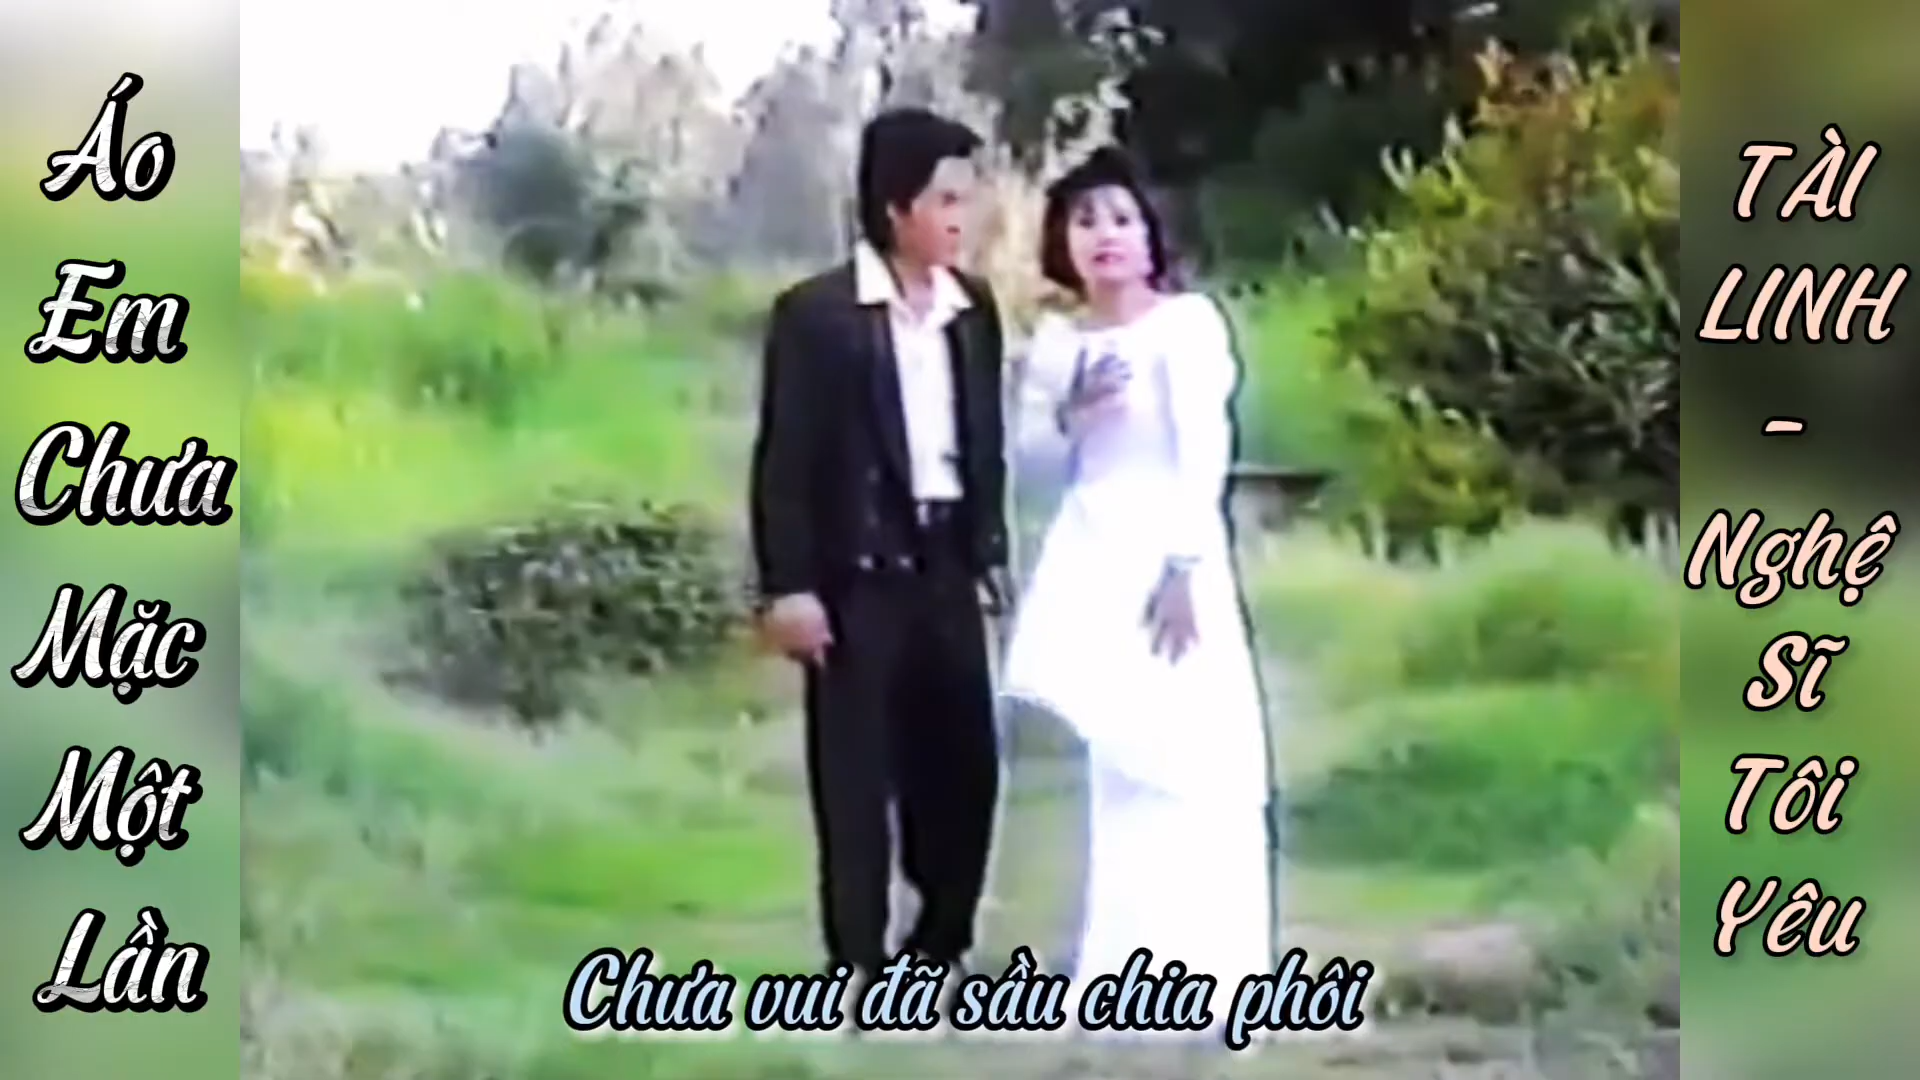 Áo
Em
Chưa
Mặc
Một
Lần
TÀI
LINH
-
Nghệ
Sĩ
Tôi
Yêu
Chưa vui đã sầu chia phôi